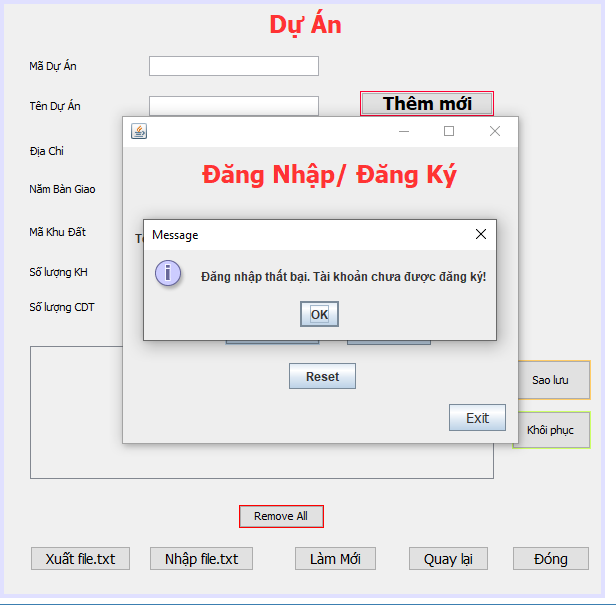 Dự Án
Mã Dự Án
Tên Dự Án
Thêm mới
Địa Chỉ
Đăng Nhập/ Đăng Ký
Năm Bàn Giao
Mã Khu Đất
Message
Số lượng KH
Đăng nhập thất bại. Tài khoản chưa được đăng ký!
Số lượng CDT
OK
Reset
Sao lưu
Exit
Khôi phục
Remove All
Xuất file.txt
Nhập file.txt
Làm Mới
Quay lại
Đóng